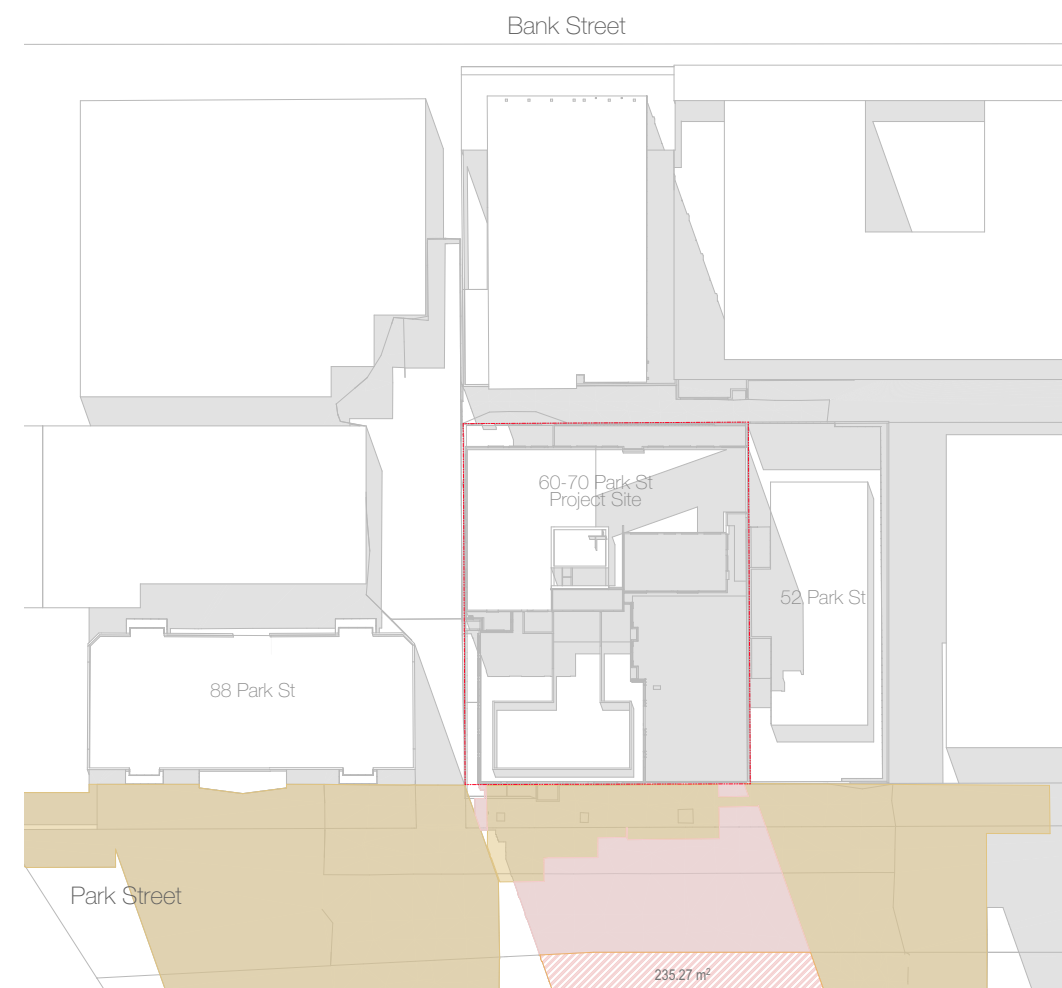 Bank Street
60-70 Park St
Project Site
52 Park St
88 Park St
Park Street
235.27 m²